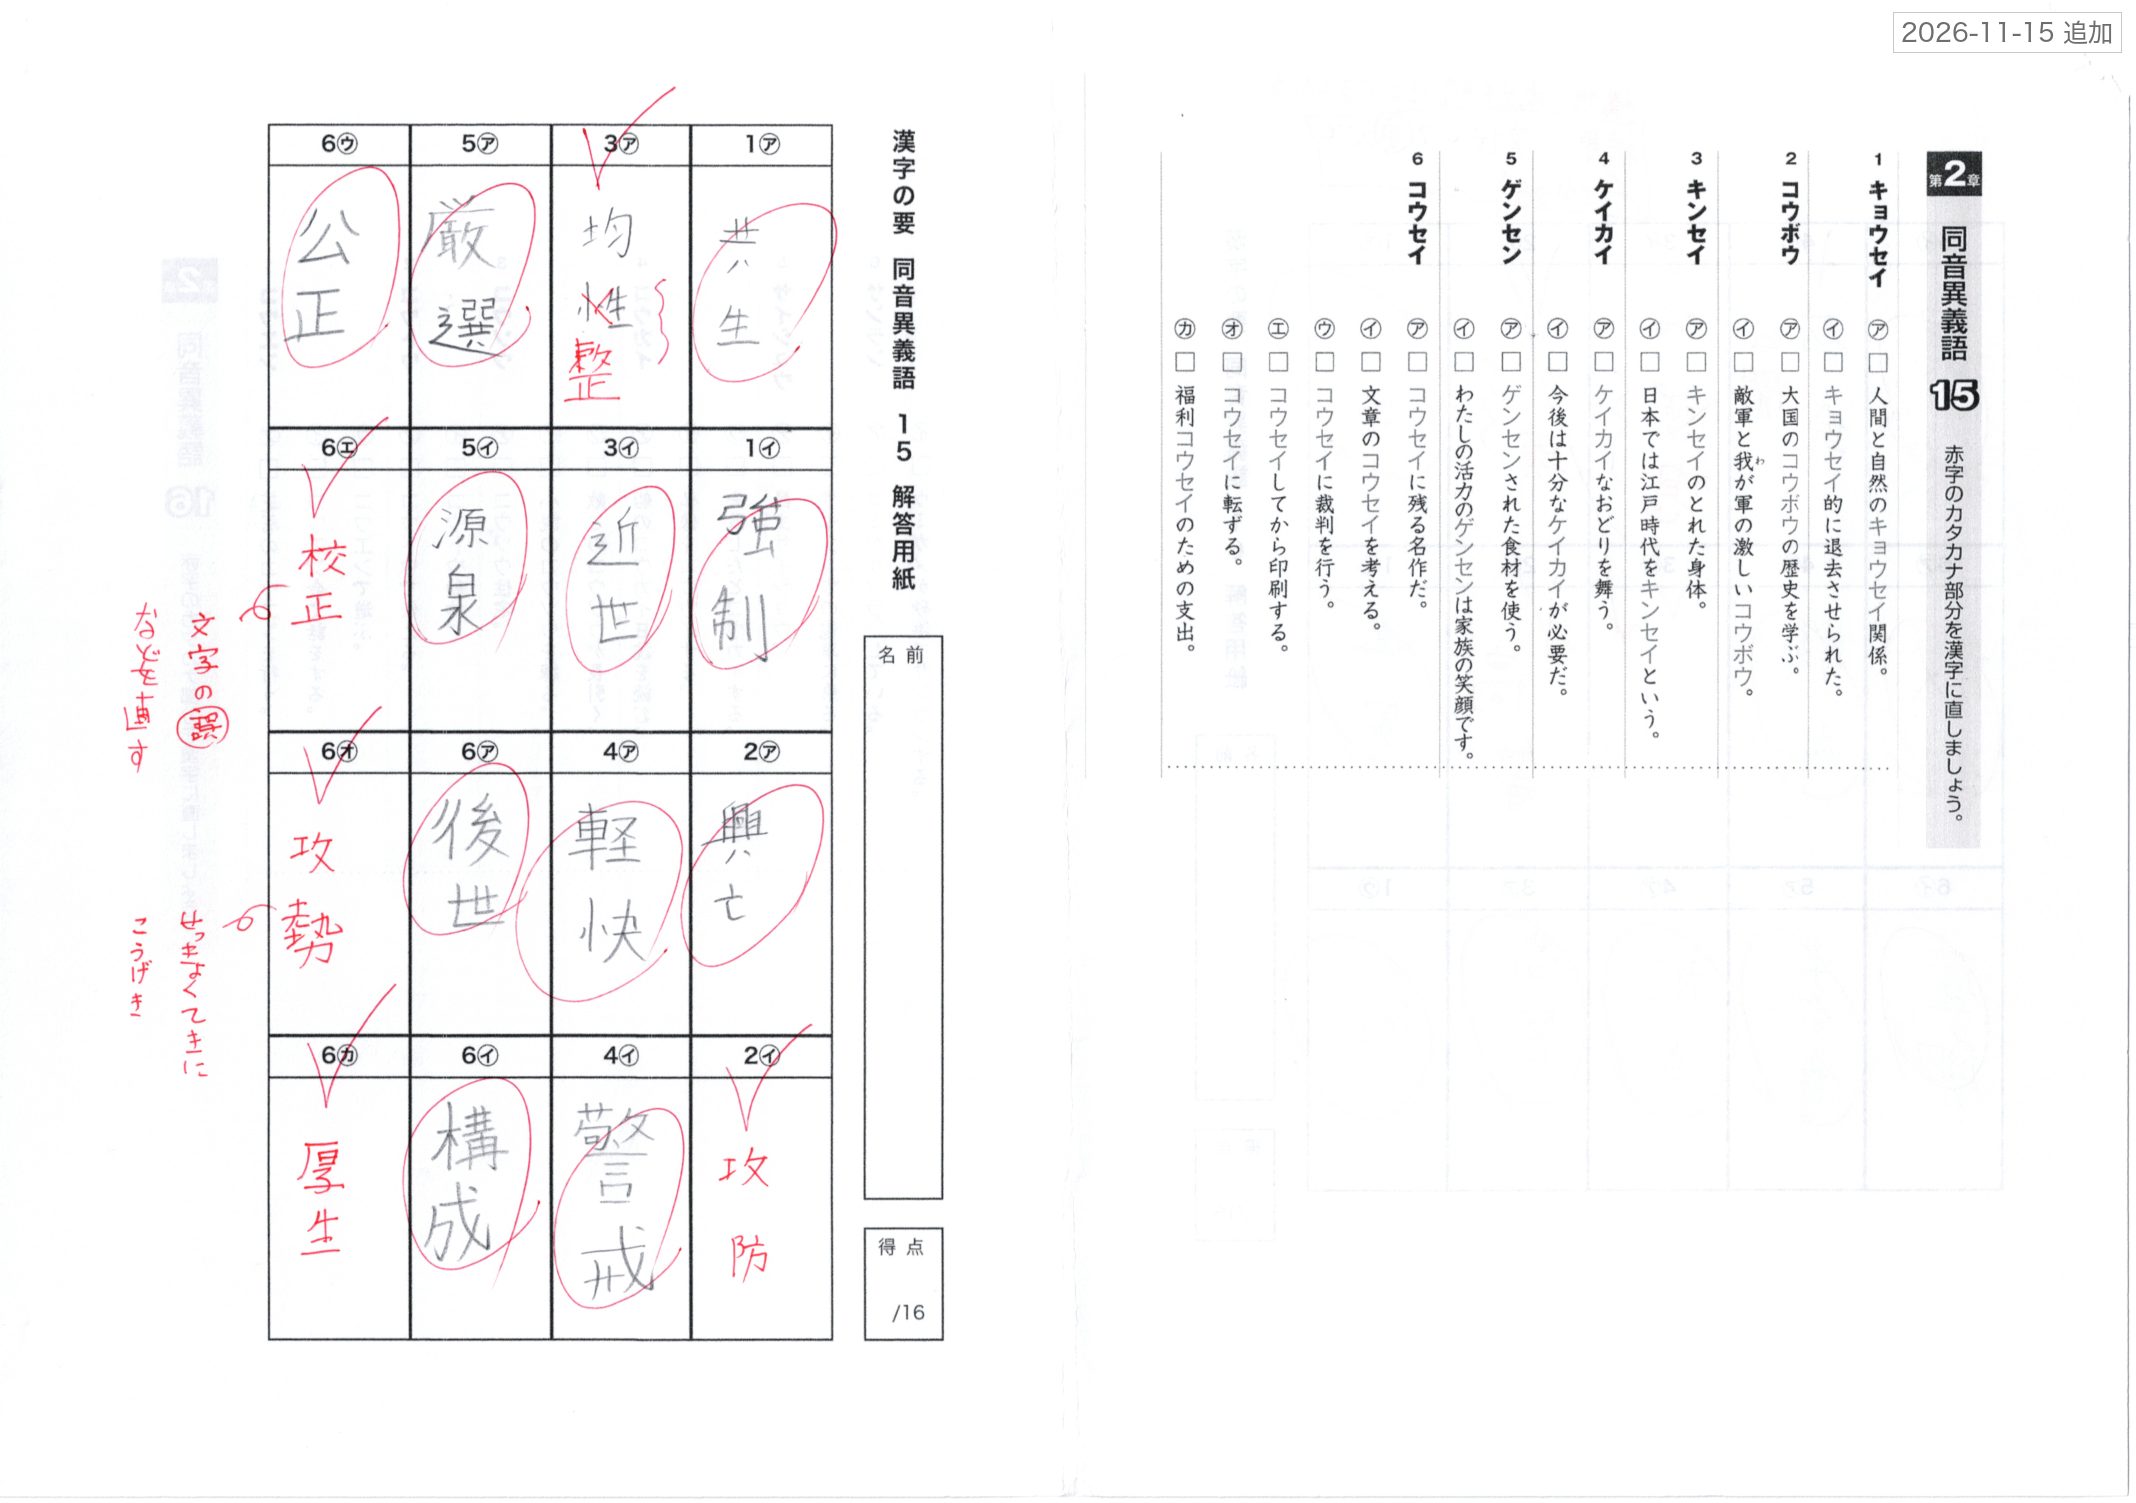 2026-11-15 追加
第2章 同音異義語 15 赤字のカタカナ部分を漢字に直しましょう。
1 キョウセイ
㋐□ 人間と自然のキョウセイ関係。
㋑□ キョウセイ的に退去させられた。
2 コウボウ
㋐□ 大国のコウボウの歴史を学ぶ。
㋑□ 敵軍と我が軍の激しいコウボウ。
わ
3 キンセイ
㋐□ キンセイのとれた身体。
㋑□ 日本では江戸時代をキンセイという。
4 ケイカイ
㋐□ ケイカイなおどりを舞う。
㋑□ 今後は十分なケイカイが必要だ。
5 ゲンセン
㋐□ ゲンセンされた食材を使う。
㋑□ わたしの活力のゲンセンは家族の笑顔です。
6 コウセイ
㋐□ コウセイに残る名作だ。
㋑□ 文章のコウセイを考える。
㋒□ コウセイに裁判を行う。
㋓□ コウセイしてから印刷する。
㋔□ コウセイに転ずる。
㋕□ 福利コウセイのための支出。
漢字の要 同音異義語 15 解答用紙
名前
得点
/16
1㋐
共生
1㋑
強制
2㋐
興亡
2㋑
攻防
3㋐
均性
整
3㋑
近世
4㋐
軽快
4㋑
警戒
5㋐
厳選
5㋑
源泉
6㋐
後世
6㋑
構成
6㋒
公正
6㋓
校正
6㋔
攻勢
6㋕
厚生
文字の誤
などを直す
せっきょくてきに
こうげき